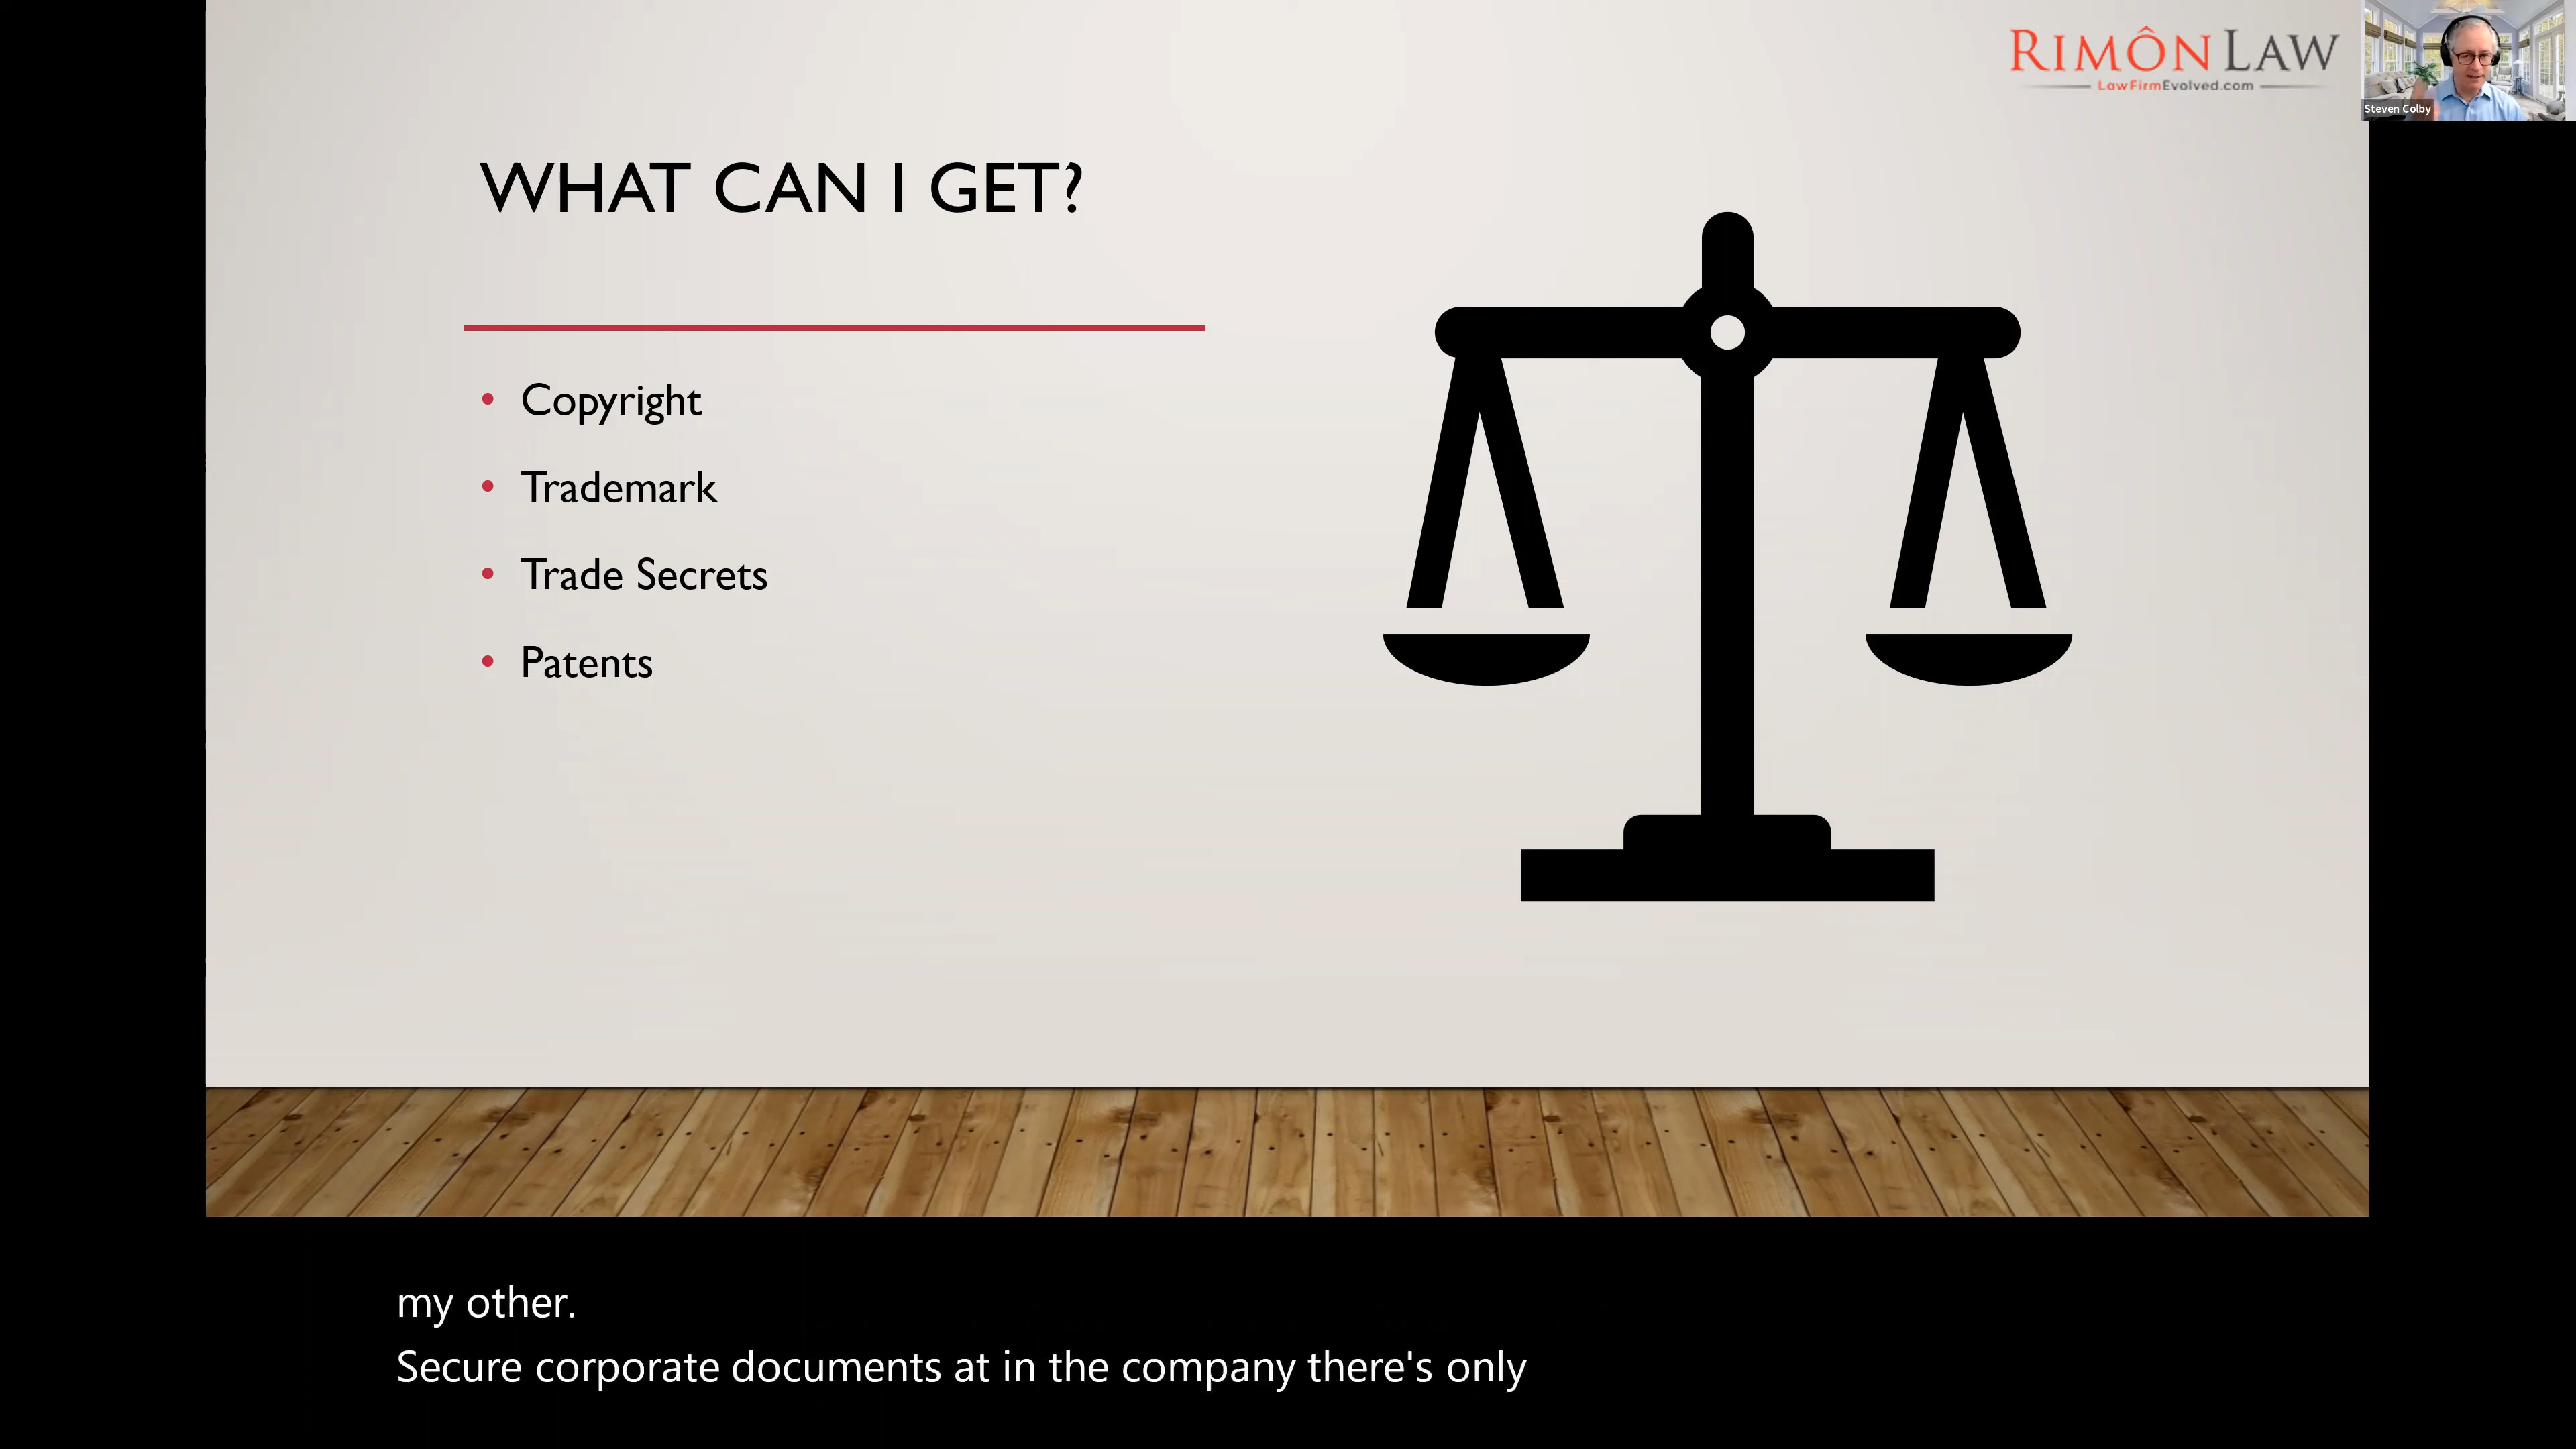 RIMÔN LAW
LawFirmEvolved.com
Steven Colby
WHAT CAN I GET?
• Copyright
• Trademark
• Trade Secrets
• Patents
my other.
Secure corporate documents at in the company there's only